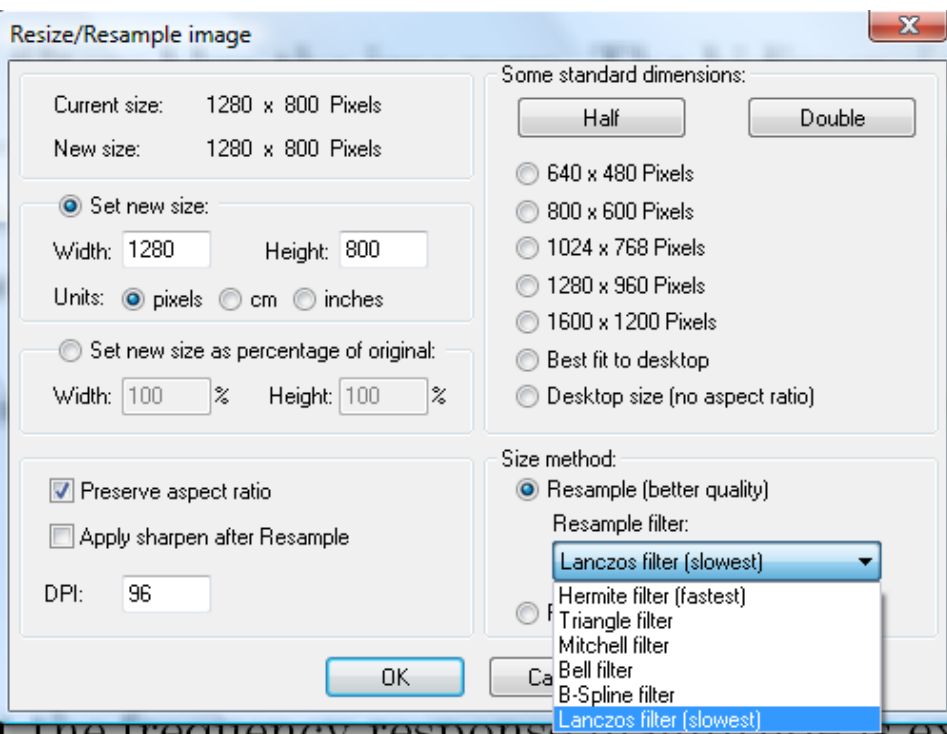 Resize/Resample image
Current size: 1280 x 800 Pixels
New size: 1280 x 800 Pixels
Set new size:
Width: 1280 Height: 800
Units: pixels cm inches
Set new size as percentage of original:
Width: 100 % Height: 100 %
Preserve aspect ratio
Apply sharpen after Resample
DPI: 96
Some standard dimensions:
Half Double
640 x 480 Pixels
800 x 600 Pixels
1024 x 768 Pixels
1280 x 960 Pixels
1600 x 1200 Pixels
Best fit to desktop
Desktop size (no aspect ratio)
Size method:
Resample (better quality)
Resample filter:
Lanczos filter (slowest)
Hermite filter (fastest)
Triangle filter
Mitchell filter
Bell filter
B-Spline filter
Lanczos filter (slowest)
OK Ca
the frequency